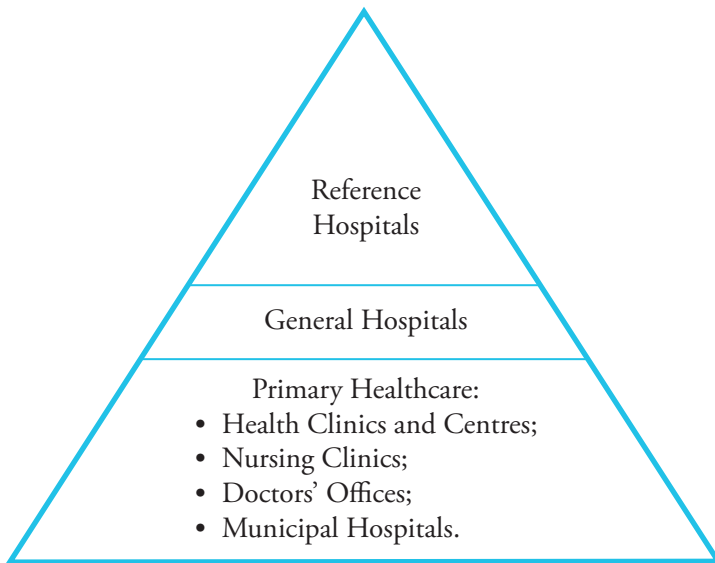 Reference
Hospitals
General Hospitals
Primary Healthcare:
• Health Clinics and Centres;
• Nursing Clinics;
• Doctors’ Offices;
• Municipal Hospitals.